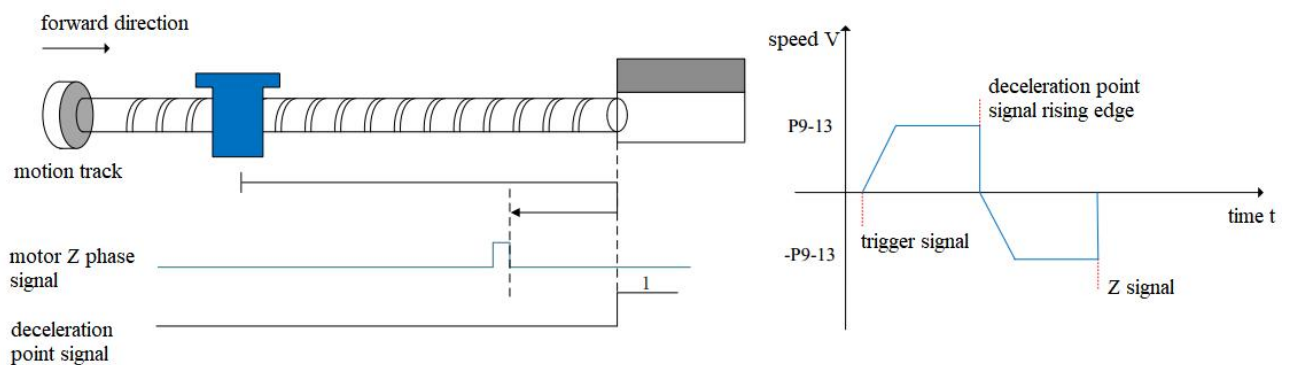 forward direction
motion track
motor Z phase
signal
1
deceleration
point signal
speed V
deceleration point
signal rising edge
P9-13
time t
trigger signal
-P9-13
Z signal